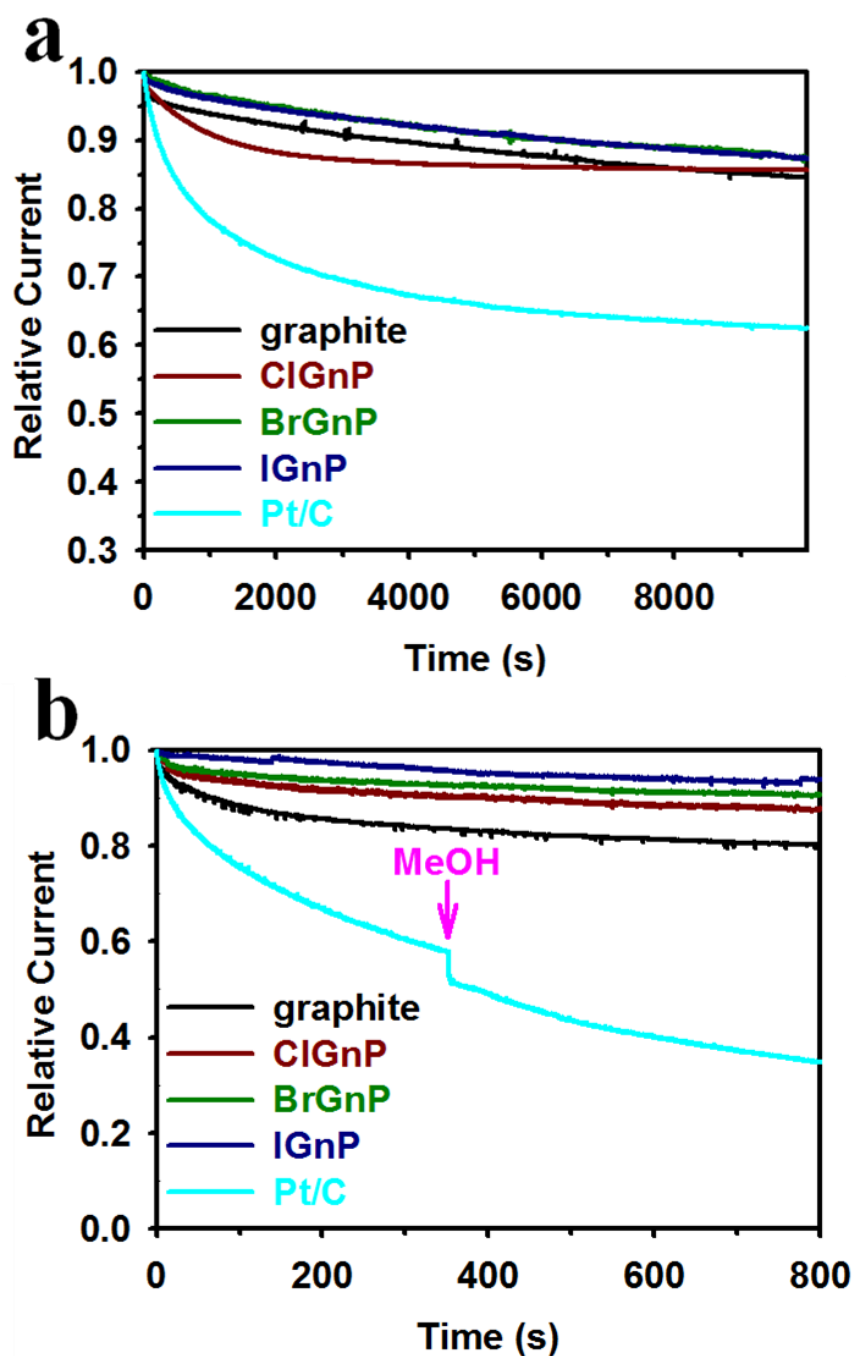 a
1.0
0.9
0.8
0.7
0.6
0.5
0.4
0.3
Relative Current
graphite
ClGnP
BrGnP
IGnP
Pt/C
0 2000 4000 6000 8000
Time (s)
b
1.0
0.8
0.6
0.4
0.2
0.0
Relative Current
MeOH
graphite
ClGnP
BrGnP
IGnP
Pt/C
0 200 400 600 800
Time (s)